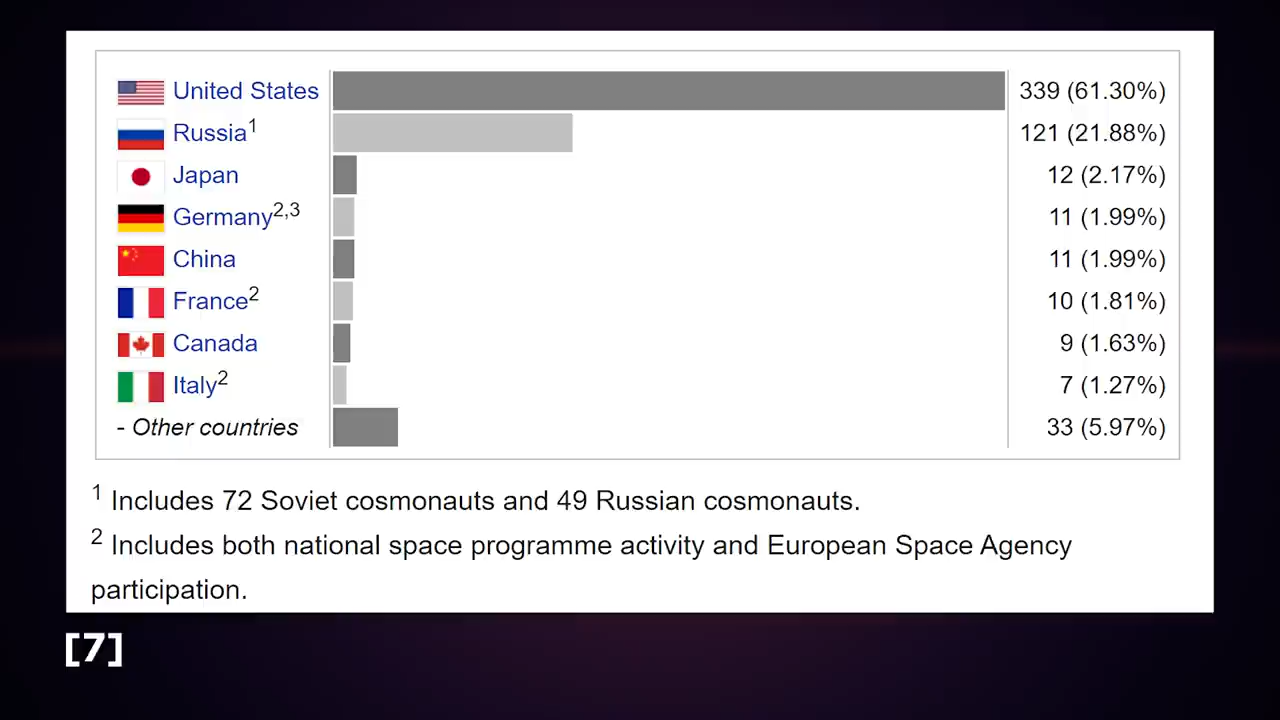 United States 339 (61.30%)
Russia1 121 (21.88%)
Japan 12 (2.17%)
Germany2,3 11 (1.99%)
China 11 (1.99%)
France2 10 (1.81%)
Canada 9 (1.63%)
Italy2 7 (1.27%)
- Other countries 33 (5.97%)
1 Includes 72 Soviet cosmonauts and 49 Russian cosmonauts.
2 Includes both national space programme activity and European Space Agency
participation.
[7]